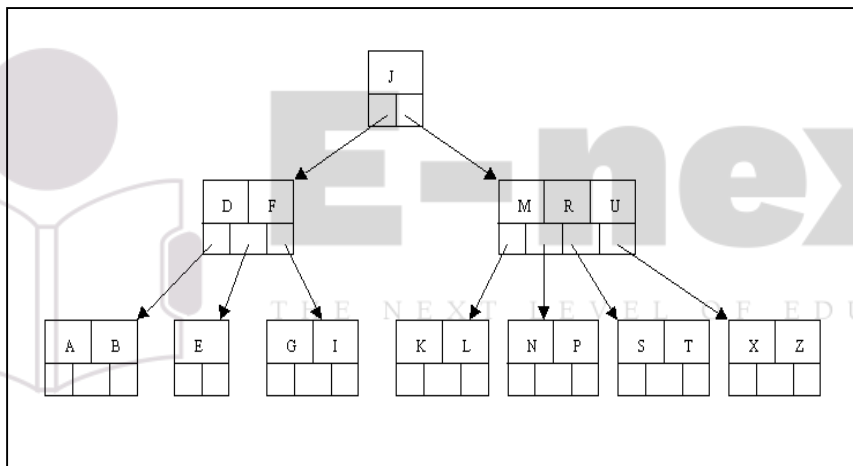 J
D F M R U
A B E G I K L N P S T X Z
E-nex
THE NEXT LEVEL OF EDU